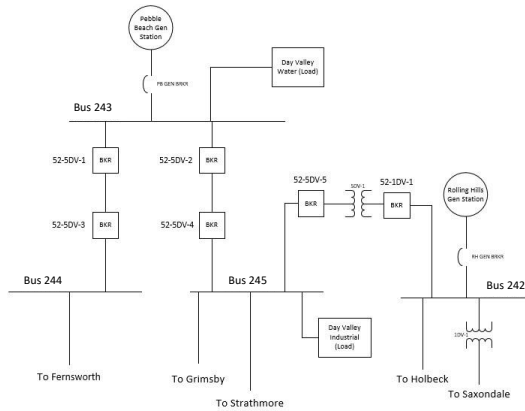 Pebble
Beach Gen
Station
PB GEN BRKR
Day Valley
Water (Load)
Bus 243
52-5DV-1
BKR
52-5DV-2
BKR
52-5DV-3
BKR
52-5DV-4
BKR
52-5DV-5
BKR
5DV-1
52-1DV-1
BKR
Rolling Hills
Gen Station
RH GEN BRKR
Bus 244
Bus 245
Bus 242
Day Valley
Industrial
(Load)
1DV-1
To Fernsworth
To Grimsby
To Strathmore
To Holbeck
To Saxondale